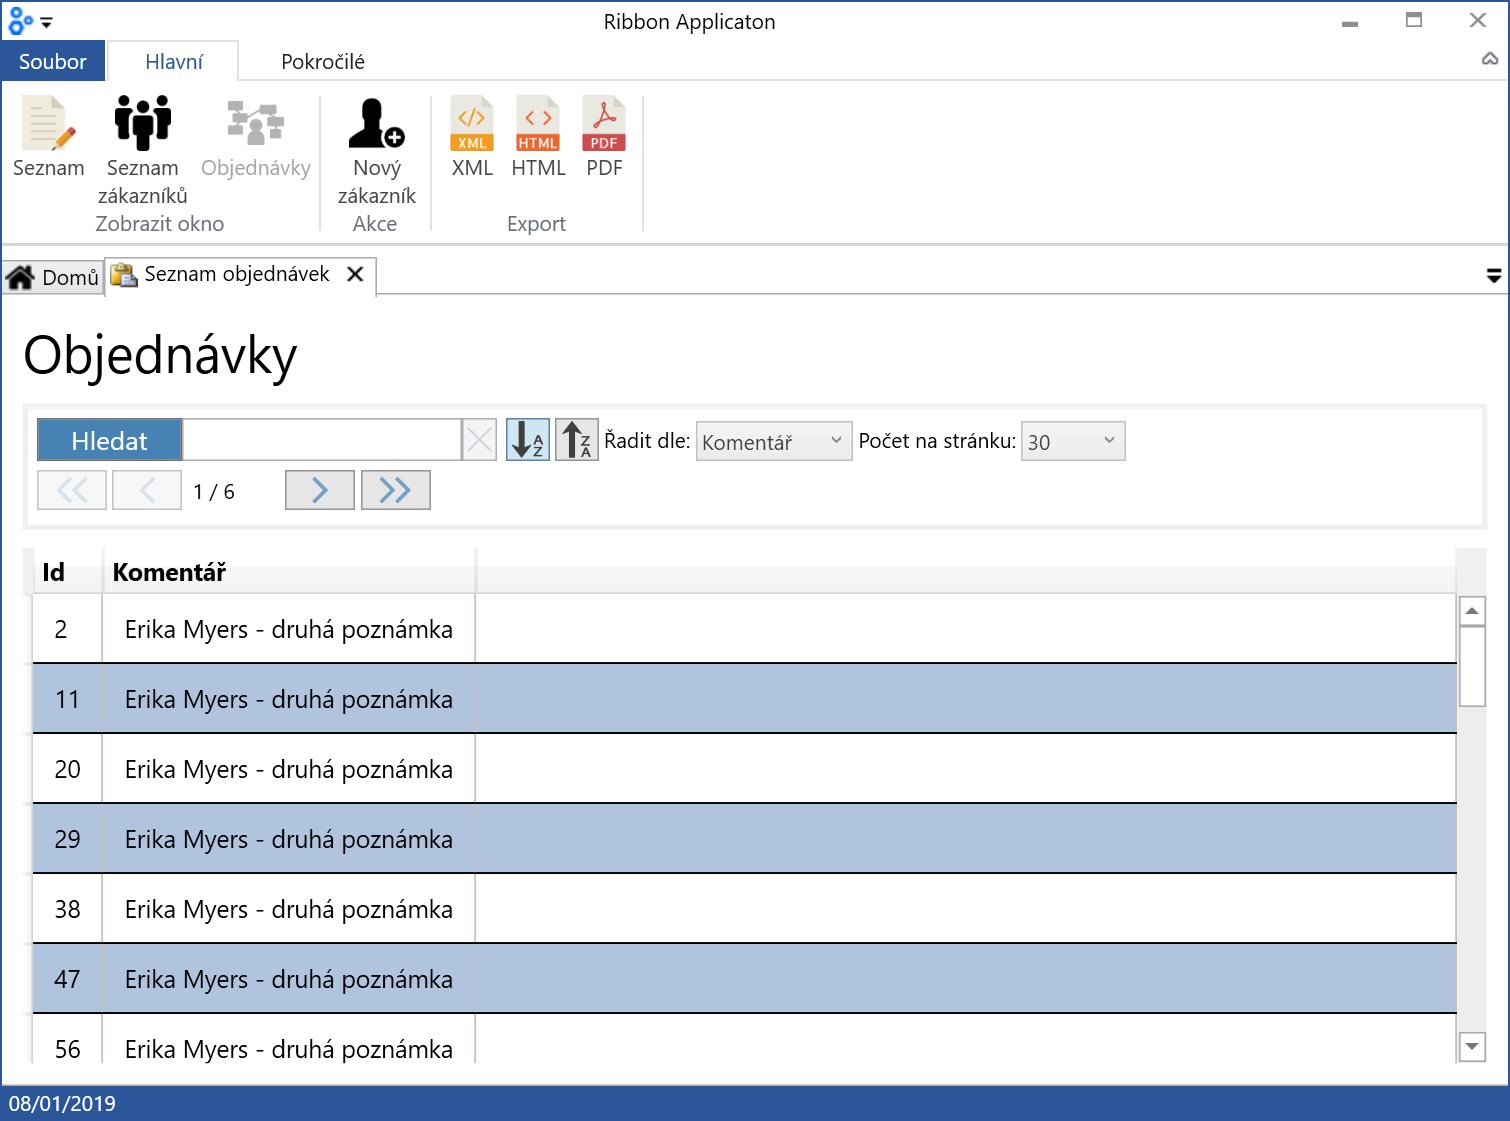 Ribbon Applicaton
Soubor Hlavní Pokročilé
Seznam
Seznam zákazníků
Objednávky
Zobrazit okno
Nový zákazník
Akce
XML
XML
HTML
HTML
PDF
PDF
Export
Domů Seznam objednávek
Objednávky
Hledat A Z Z A Řadit dle: Komentář Počet na stránku: 30
1 / 6
Id Komentář
2 Erika Myers - druhá poznámka
11 Erika Myers - druhá poznámka
20 Erika Myers - druhá poznámka
29 Erika Myers - druhá poznámka
38 Erika Myers - druhá poznámka
47 Erika Myers - druhá poznámka
56 Erika Myers - druhá poznámka
08/01/2019